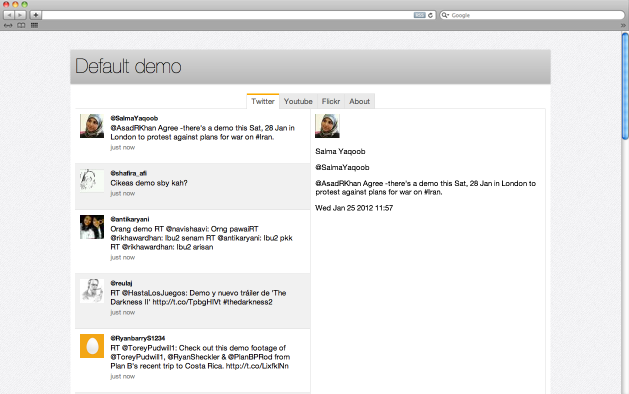 Google
Default demo
Twitter Youtube Flickr About
@SalmaYaqoob
@AsadRKhan Agree -there's a demo this Sat, 28 Jan in
London to protest against plans for war on #Iran.
just now
@shafira_afi
Cikeas demo sby kah?
just now
@antikaryani
Orang demo RT @navishaavi: Orng pawaiRT
@rikhawardhan: Ibu2 senam RT @antikaryani: Ibu2 pkk
RT @rikhawardhan: Ibu2 arisan
just now
@reulaj
RT @HastaLosJuegos: Demo y nuevo tráiler de 'The
Darkness II' http://t.co/TpbgHIVt #thedarkness2
just now
@RyanbarryS1234
RT @ToreyPudwill1: Check out this demo footage of
@ToreyPudwill1, @RyanSheckler & @PlanBPRod from
Plan B's recent trip to Costa Rica. http://t.co/LixfkINn
just now
Salma Yaqoob
@SalmaYaqoob
@AsadRKhan Agree -there's a demo this Sat, 28 Jan in London to
protest against plans for war on #Iran.
Wed Jan 25 2012 11:57